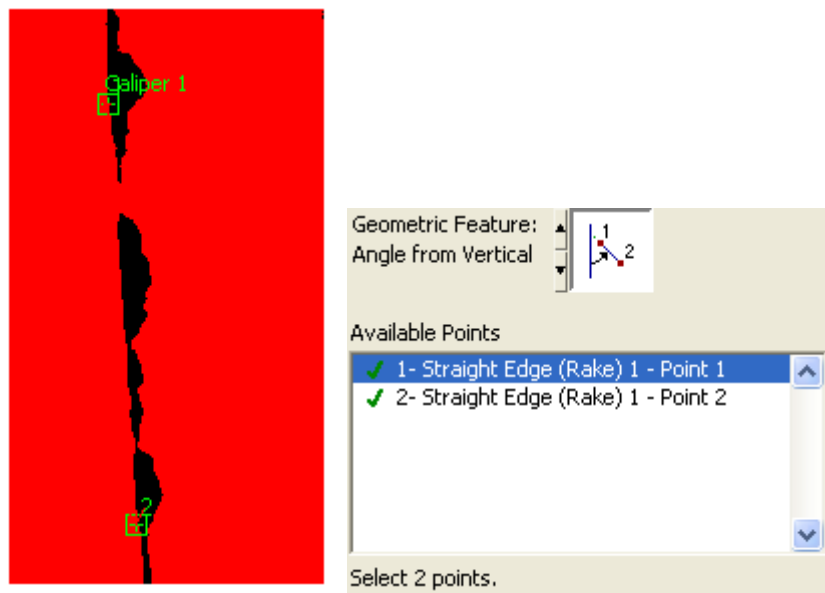 Caliper 1
2
Geometric Feature:
Angle from Vertical
1
2
Available Points
1- Straight Edge (Rake) 1 - Point 1
2- Straight Edge (Rake) 1 - Point 2
Select 2 points.